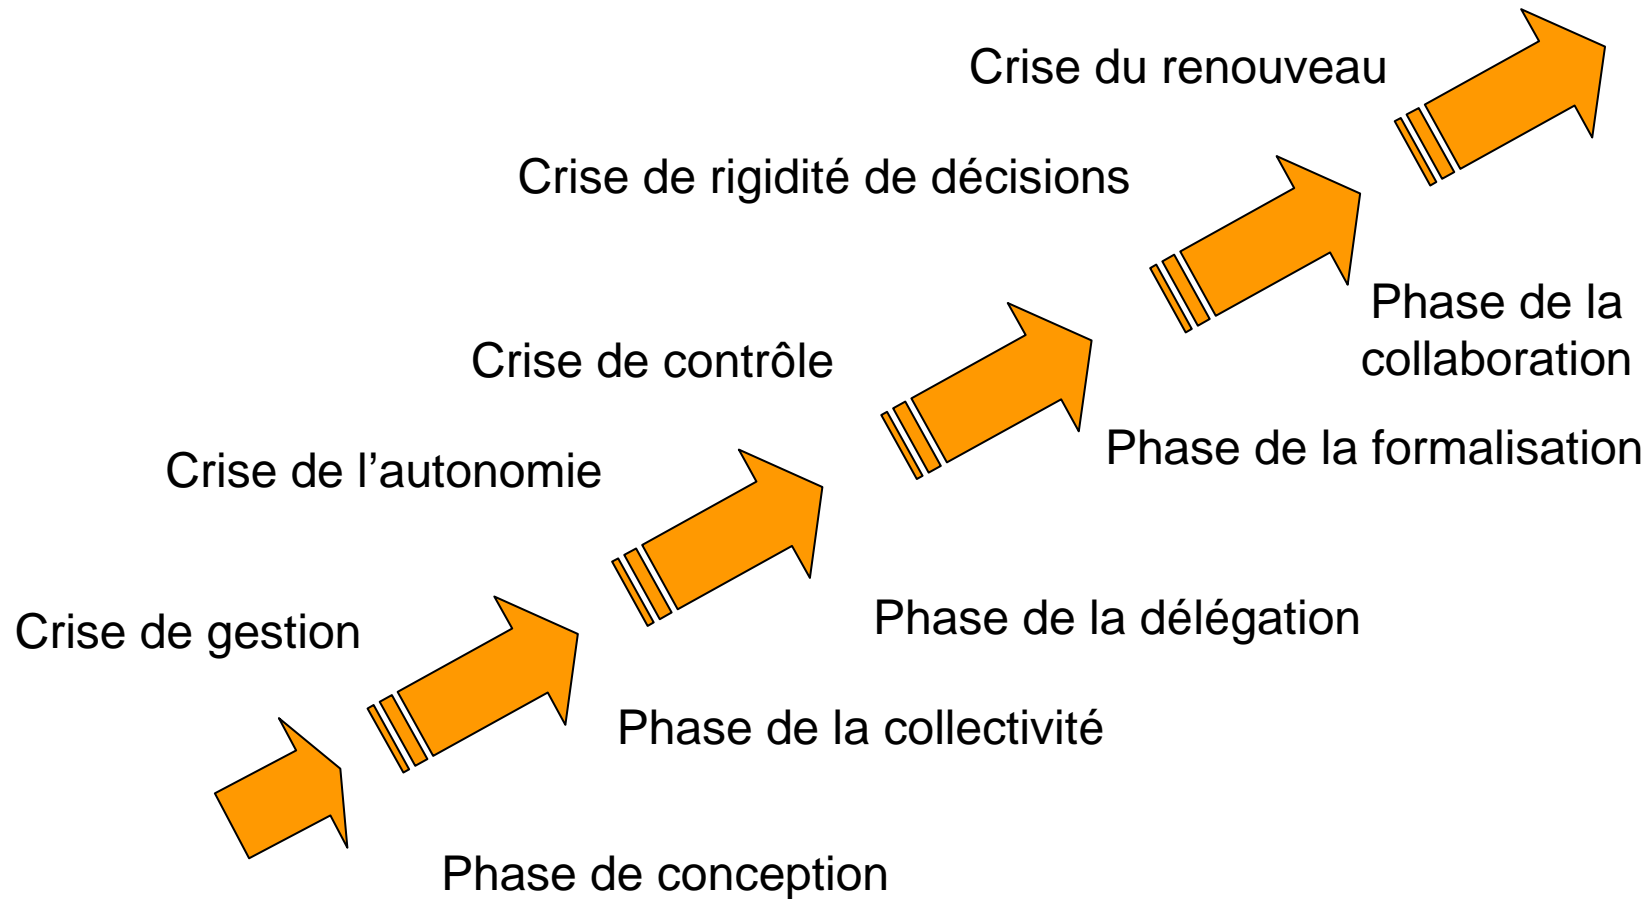 Crise du renouveau
Crise de rigidité de décisions
Phase de la
collaboration
Crise de contrôle
Phase de la formalisation
Crise de l’autonomie
Phase de la délégation
Crise de gestion
Phase de la collectivité
Phase de conception